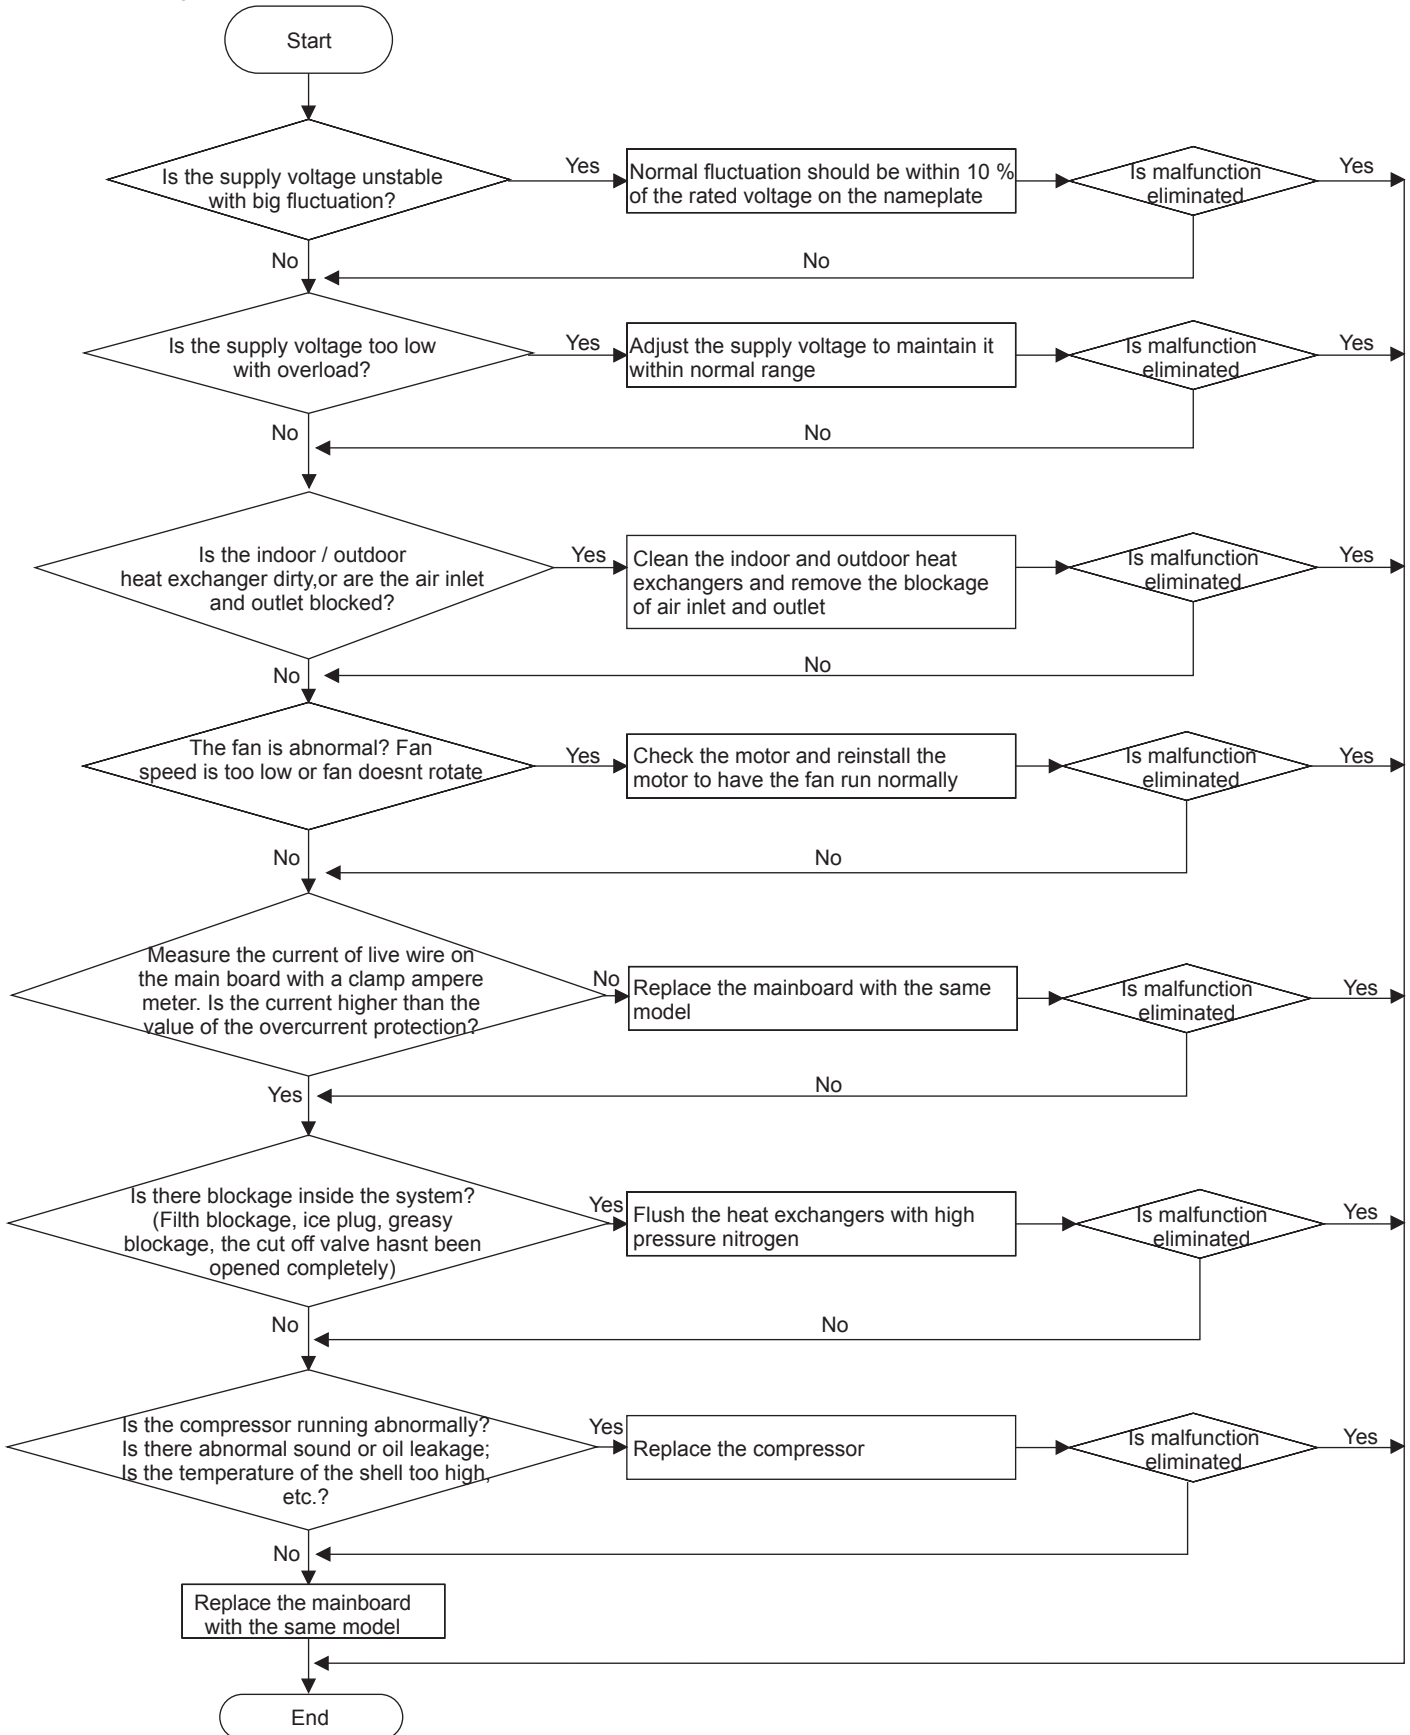 Start
Is the supply voltage unstable
with big fluctuation?
Yes
Normal fluctuation should be within 10 %
of the rated voltage on the nameplate
Is malfunction
eliminated
Yes
No
No
Is the supply voltage too low
with overload?
Yes
Adjust the supply voltage to maintain it
within normal range
Is malfunction
eliminated
Yes
No
No
Is the indoor / outdoor
heat exchanger dirty,or are the air inlet
and outlet blocked?
Yes
Clean the indoor and outdoor heat
exchangers and remove the blockage
of air inlet and outlet
Is malfunction
eliminated
Yes
No
No
The fan is abnormal? Fan
speed is too low or fan doesnt rotate
Yes
Check the motor and reinstall the
motor to have the fan run normally
Is malfunction
eliminated
Yes
No
No
Measure the current of live wire on
the main board with a clamp ampere
meter. Is the current higher than the
value of the overcurrent protection?
No
Replace the mainboard with the same
model
Is malfunction
eliminated
Yes
Yes
No
Is there blockage inside the system?
(Filth blockage, ice plug, greasy
blockage, the cut off valve hasnt been
opened completely)
Yes
Flush the heat exchangers with high
pressure nitrogen
Is malfunction
eliminated
Yes
No
No
Is the compressor running abnormally?
Is there abnormal sound or oil leakage;
Is the temperature of the shell too high,
etc.?
Yes
Replace the compressor
Is malfunction
eliminated
Yes
No
Replace the mainboard
with the same model
End